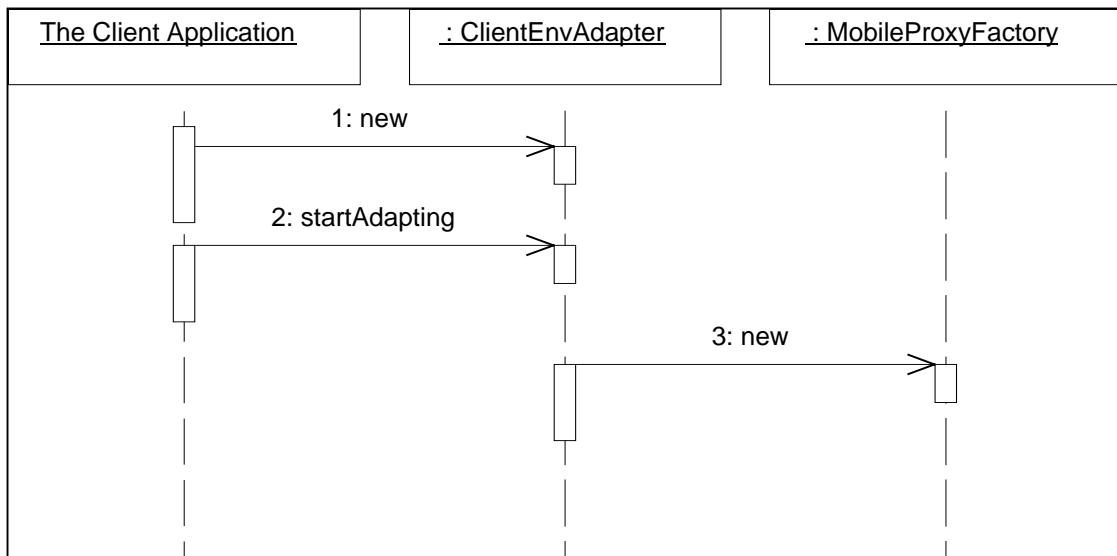 The Client Application
: ClientEnvAdapter
: MobileProxyFactory
1: new
2: startAdapting
3: new